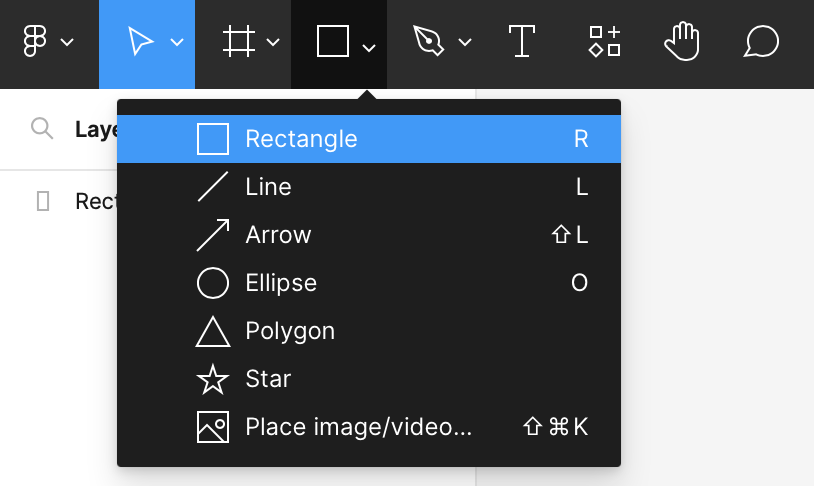 Laye
Rect
Rectangle R
Line L
Arrow ⇧L
Ellipse O
Polygon
Star
Place image/video... ⇧⌘K